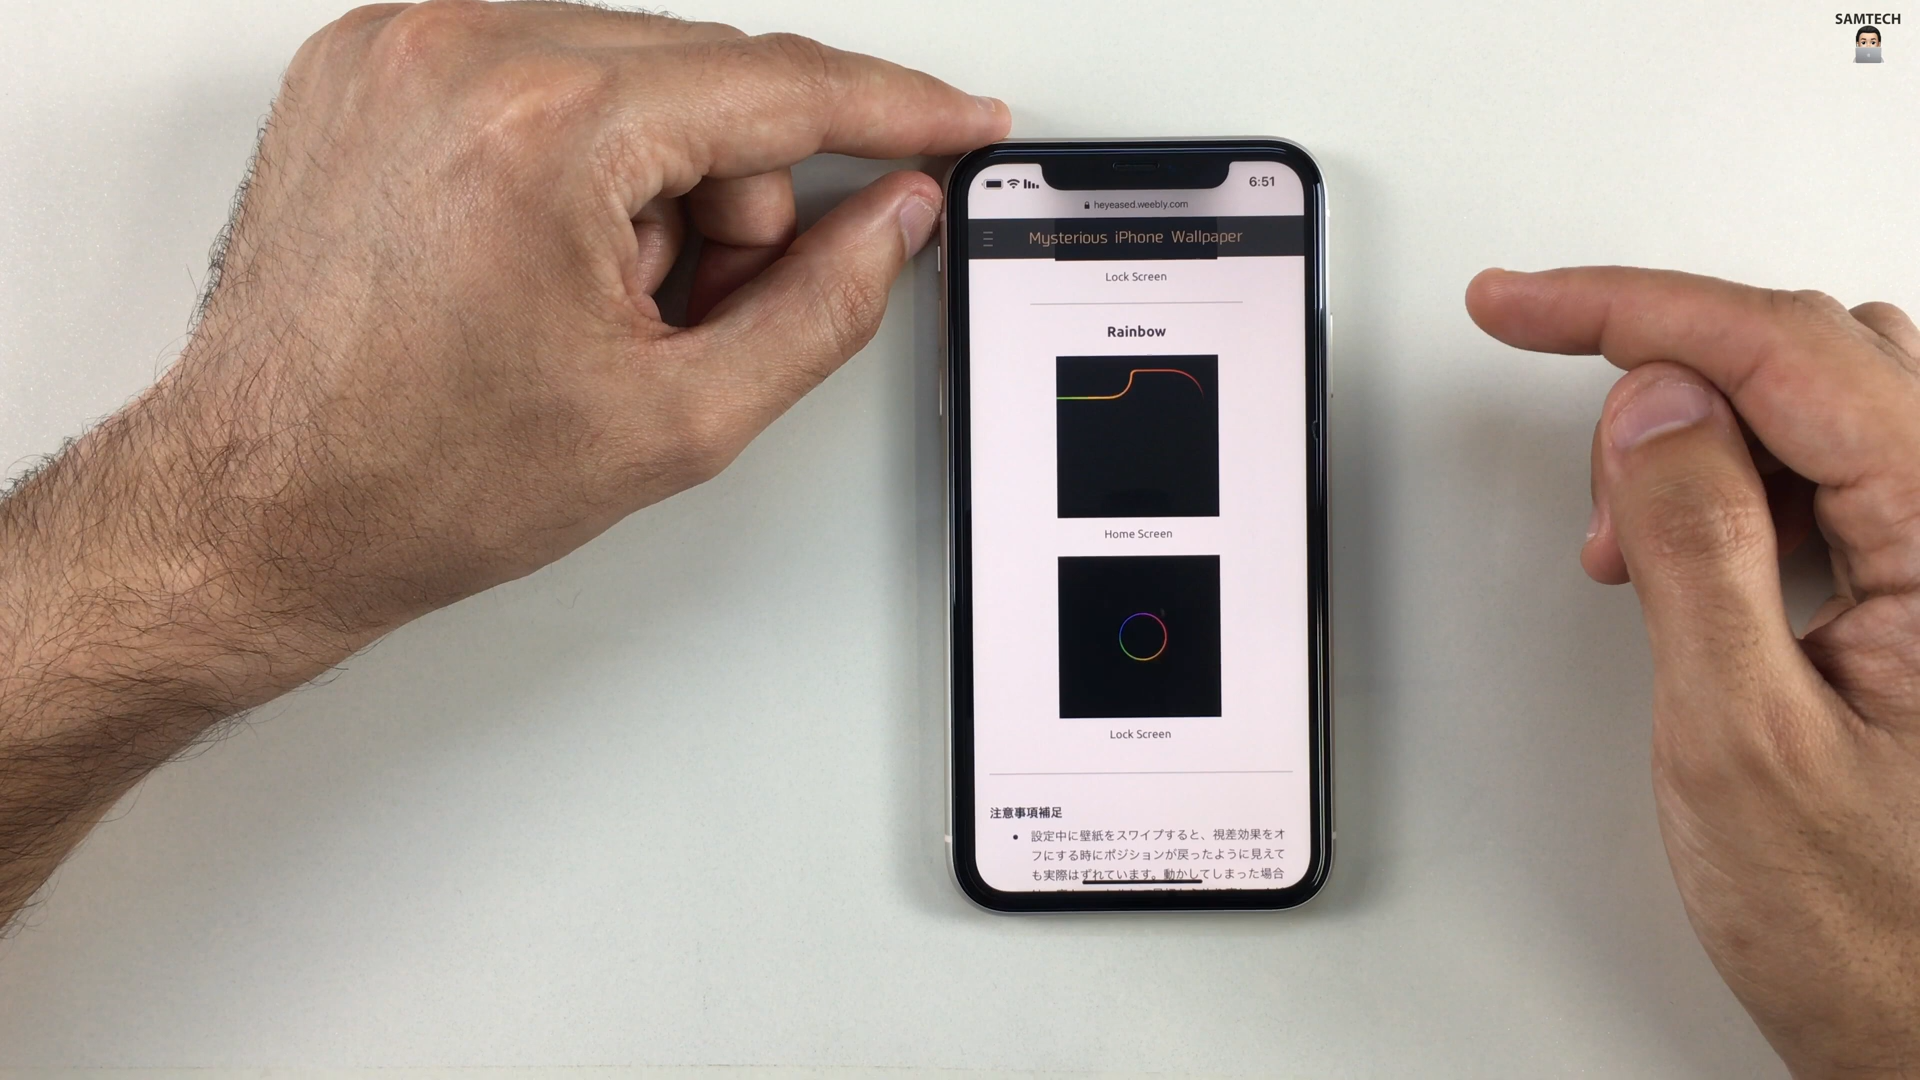 SAMTECH
6:51
heyeased.weebly.com
Mysterious iPhone Wallpaper
Lock Screen
Rainbow
Home Screen
Lock Screen
注意事項補足
設定中に壁紙をスワイプすると、視差効果をオ
フにする時にポジションが戻ったように見えて
も実際はずれています。動かしてしまった場合